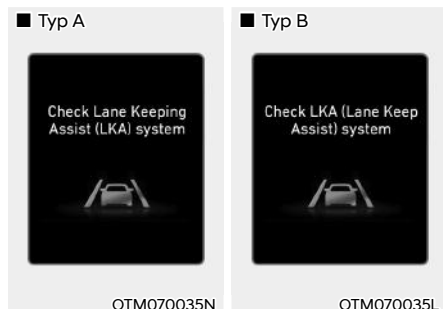 ■ Typ A
Check Lane Keeping
Assist (LKA) system
OTM070035N
■ Typ B
Check LKA (Lane Keep
Assist) system
OTM070035L